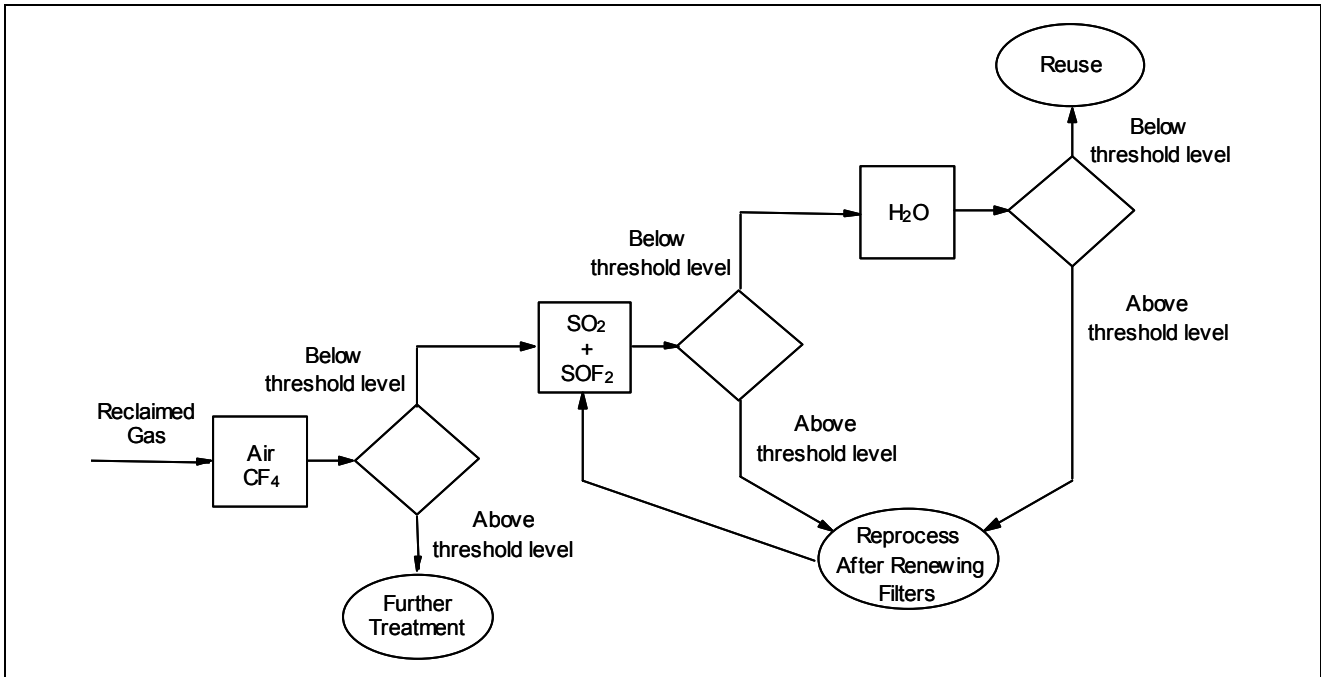 Reclaimed
Gas
Air
CF₄
Below
threshold level
Above
threshold level
Further
Treatment
SO₂
+
SOF₂
Below
threshold level
Above
threshold level
H₂O
Below
threshold level
Above
threshold level
Reuse
Reprocess
After Renewing
Filters